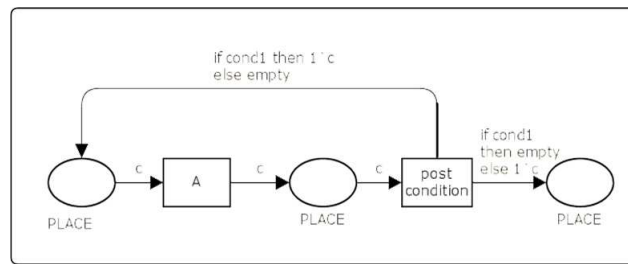 if cond1 then 1`c
else empty
if cond1
then empty
else 1`c
c
A
c
c
post
condition
PLACE
PLACE
PLACE